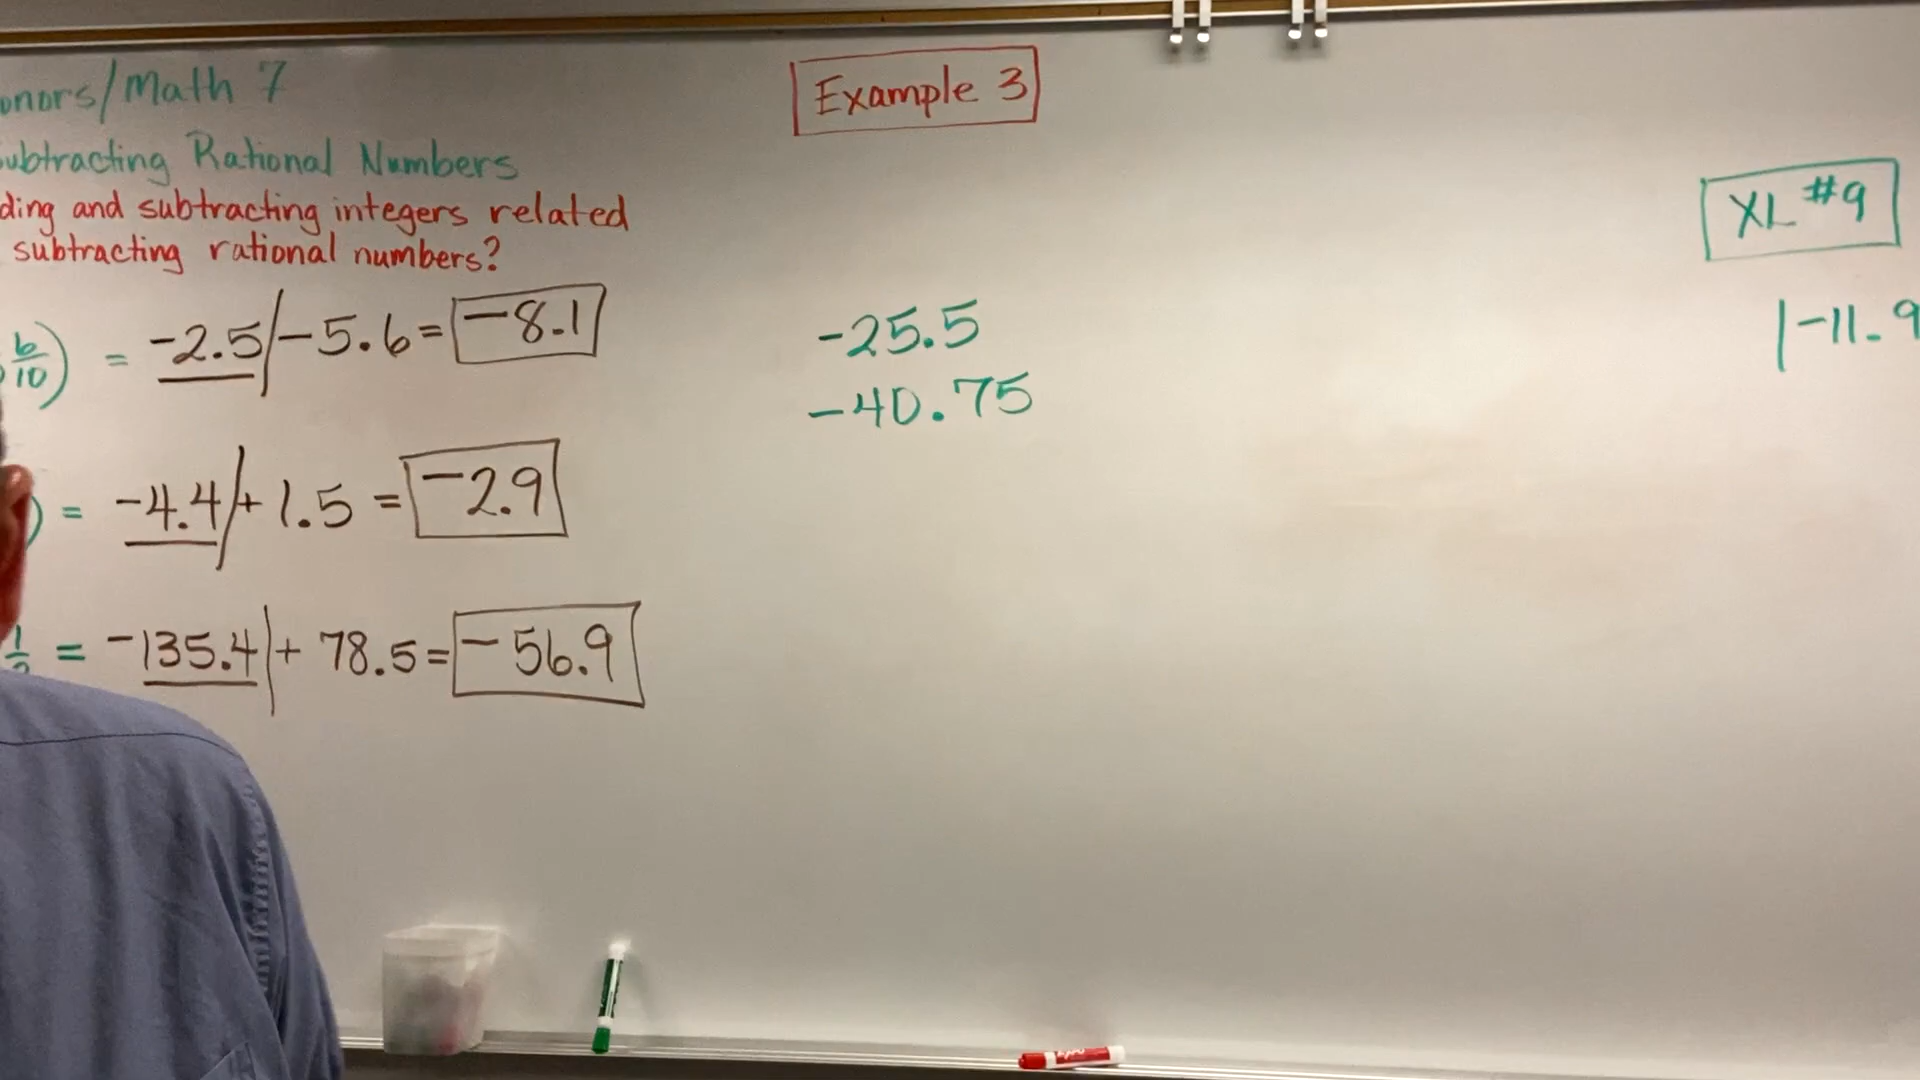 onors/Math 7
ubtracting Rational Numbers
ding and subtracting integers related
subtracting rational numbers?
6/10) = -2.5 - 5.6 = -8.1
) = -4.4 + 1.5 = -2.9
= -135.4 + 78.5 = -56.9
Example 3
-25.5
-40.75
XL #9
|-11.9